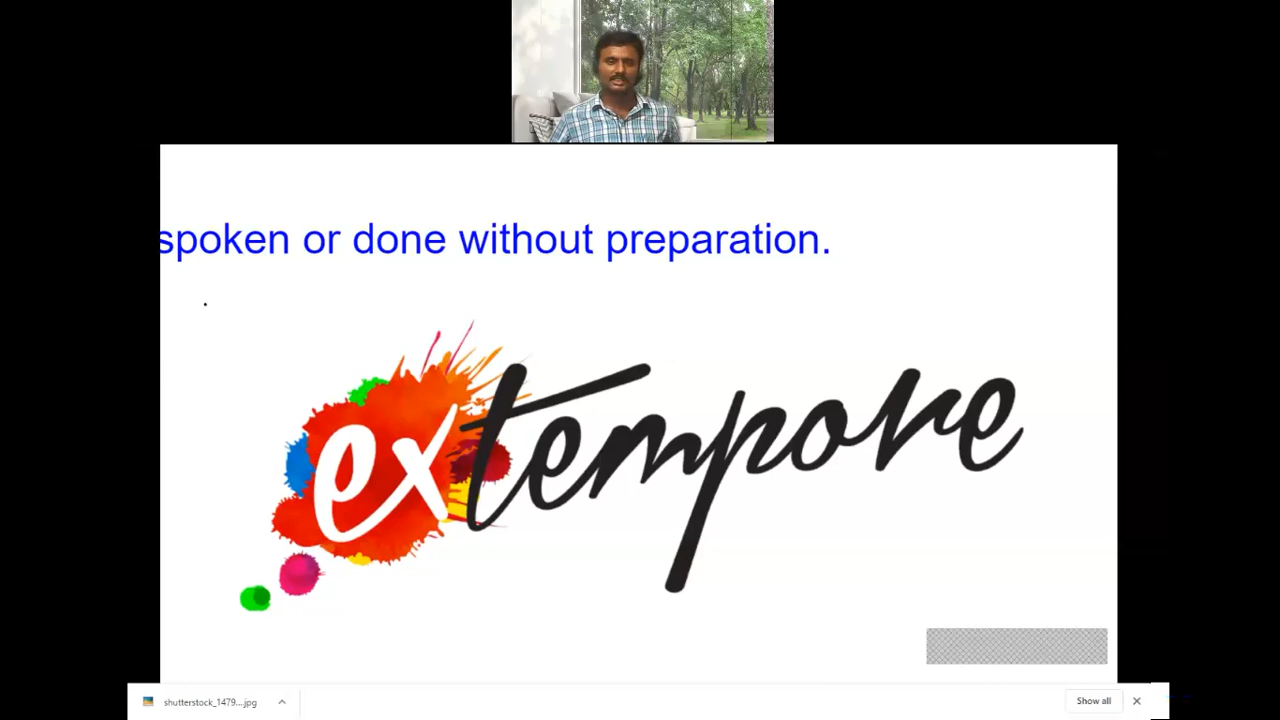 spoken or done without preparation.
extempore
shutterstock_1479....jpg
Show all